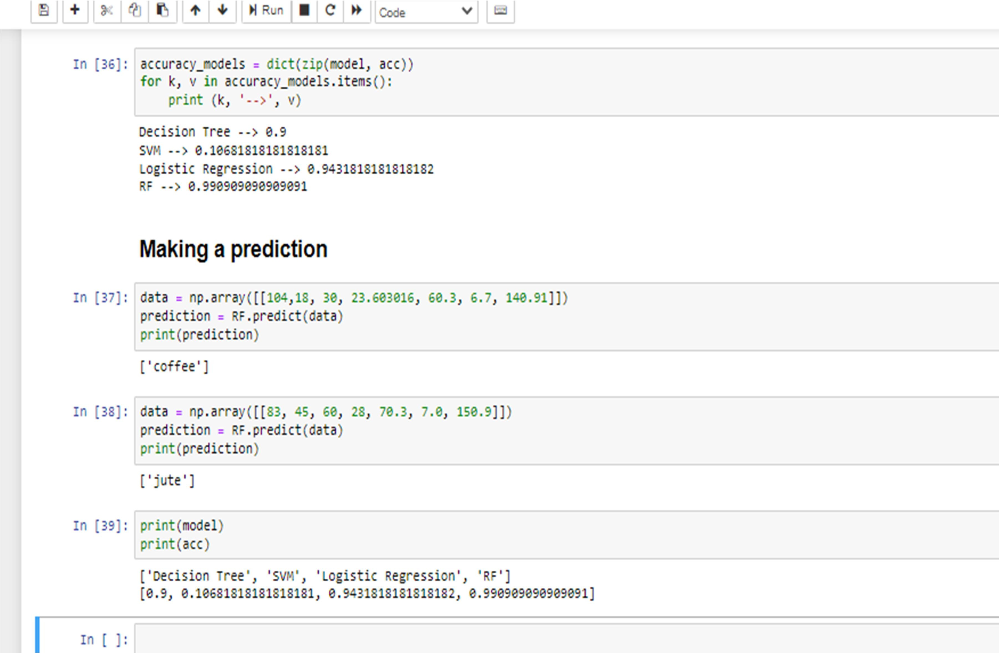 Run Code
In [36]: accuracy_models = dict(zip(model, acc))
for k, v in accuracy_models.items():
    print (k, '-->', v)
Decision Tree --> 0.9
SVM --> 0.10681818181818181
Logistic Regression --> 0.9431818181818182
RF --> 0.990909090909091
Making a prediction
In [37]: data = np.array([[104,18, 30, 23.603016, 60.3, 6.7, 140.91]])
prediction = RF.predict(data)
print(prediction)
['coffee']
In [38]: data = np.array([[83, 45, 60, 28, 70.3, 7.0, 150.9]])
prediction = RF.predict(data)
print(prediction)
['jute']
In [39]: print(model)
print(acc)
['Decision Tree', 'SVM', 'Logistic Regression', 'RF']
[0.9, 0.10681818181818181, 0.9431818181818182, 0.990909090909091]
In [ ]: